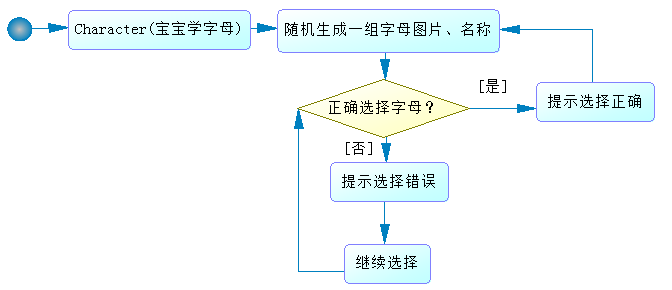 Character(宝宝学字母)
随机生成一组字母图片、名称
正确选择字母？
[是]
提示选择正确
[否]
提示选择错误
继续选择